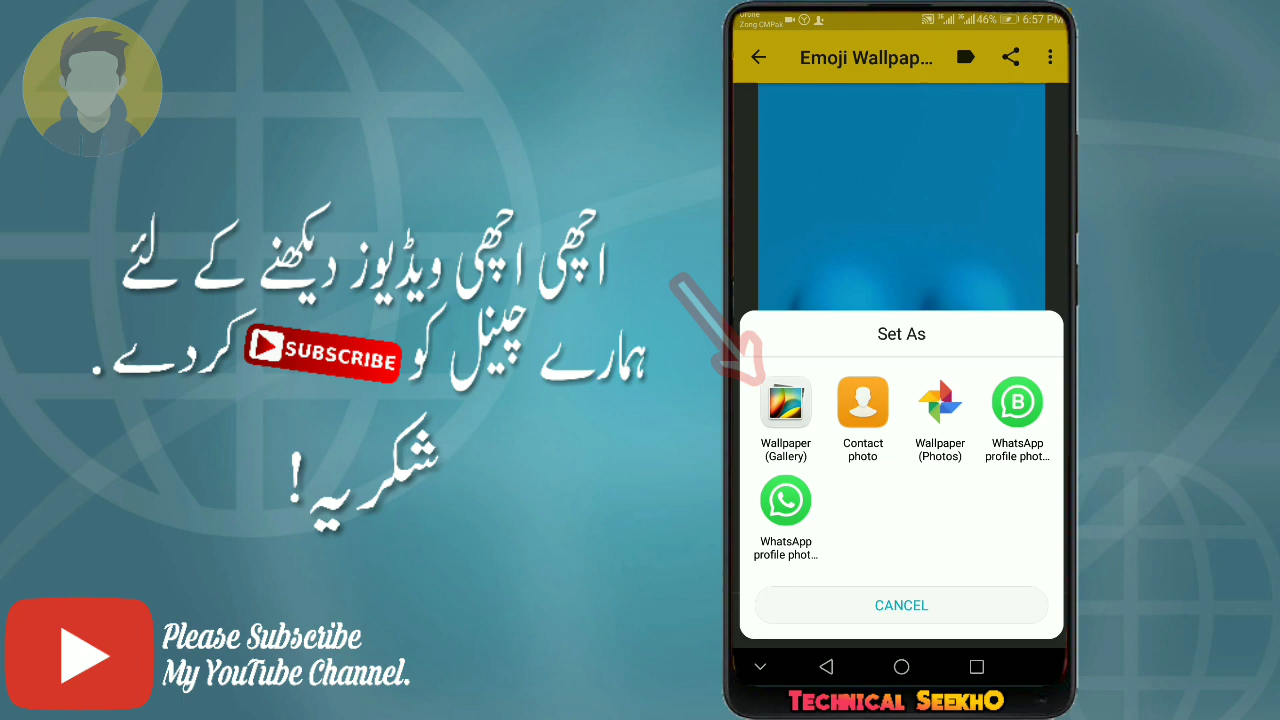 اچھی اچھی ویڈیوز دیکھنے کے لئے
ہمارے چینل کو SUBSCRIBE کردے.
شکریہ!
Please Subscribe
My YouTube Channel.
Zong CMPak
3G 3G 46% 6:57 PM
Emoji Wallpap...
Set As
Wallpaper (Gallery)
Contact photo
Wallpaper (Photos)
WhatsApp profile phot...
WhatsApp profile phot...
CANCEL
TECHNICAL SEEKHO